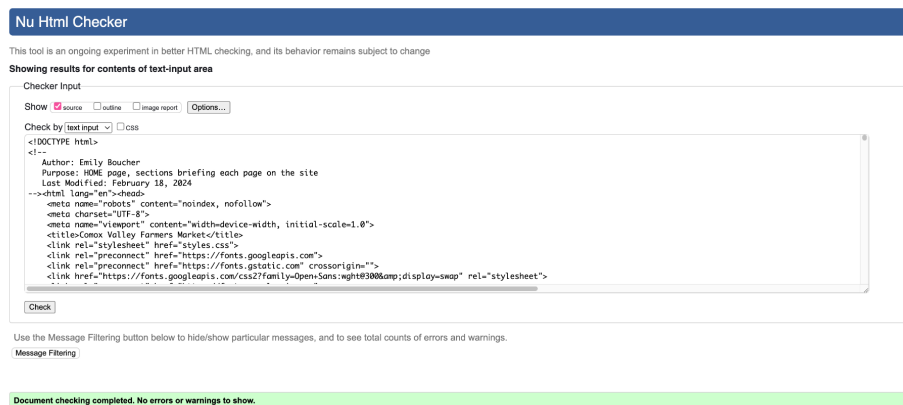 Nu Html Checker
This tool is an ongoing experiment in better HTML checking, and its behavior remains subject to change
Showing results for contents of text-input area
Checker Input
Show source outline image report Options...
Check by text input css
<!DOCTYPE html>
<!--
Author: Emily Boucher
Purpose: HOME page, sections briefing each page on the site
Last Modified: February 18, 2024
--><html lang="en"><head>
<meta name="robots" content="noindex, nofollow">
<meta charset="UTF-8">
<meta name="viewport" content="width=device-width, initial-scale=1.0">
<title>Comox Valley Farmers Market</title>
<link rel="stylesheet" href="styles.css">
<link rel="preconnect" href="https://fonts.googleapis.com">
<link rel="preconnect" href="https://fonts.gstatic.com" crossorigin="">
<link href="https://fonts.googleapis.com/css2?family=Open+Sans:wght@300&amp;display=swap" rel="stylesheet">
Check
Use the Message Filtering button below to hide/show particular messages, and to see total counts of errors and warnings.
Message Filtering
Document checking completed. No errors or warnings to show.